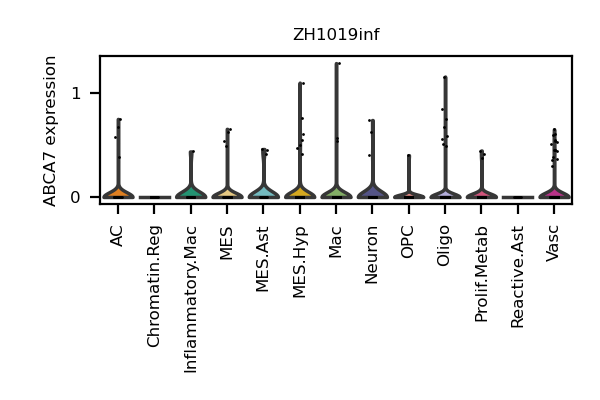 ZH1019inf
ABCA7 expression
1
0
AC
Chromatin.Reg
Inflammatory.Mac
MES
MES.Ast
MES.Hyp
Mac
Neuron
OPC
Oligo
Prolif.Metab
Reactive.Ast
Vasc